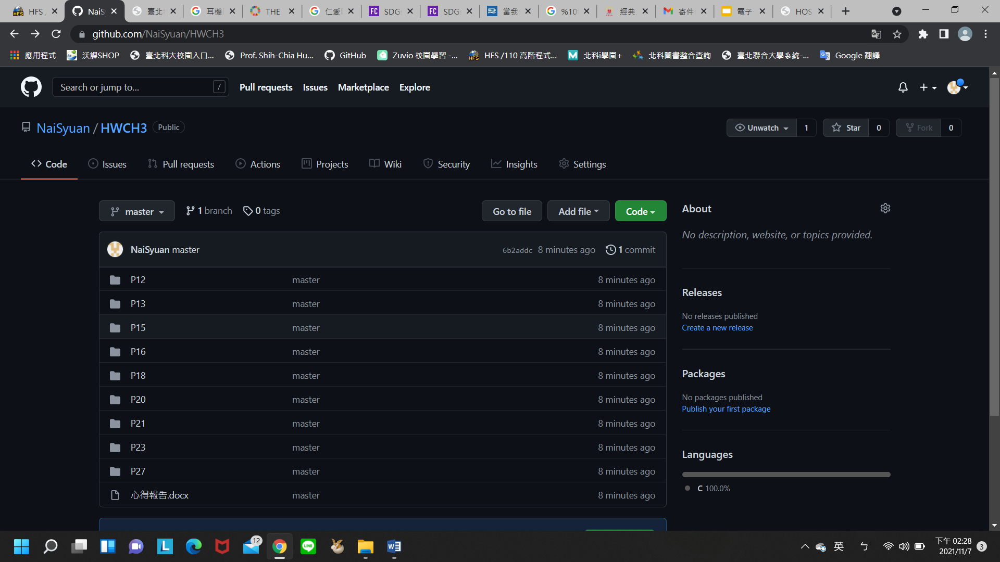 HFS
NaiS
臺北
耳機
THE
仁愛
SDG
SDG
當我
%10
經典
寄件
電子
HOS
github.com/NaiSyuan/HWCH3
應用程式 沃課SHOP 臺北科大校園入口... Prof. Shih-Chia Hu... GitHub Zuvio 校園學習 -... HFS /110 高階程式... 北科i學園+ 北科圖書整合查詢 臺北聯合大學系統-... Google 翻譯
Search or jump to... / Pull requests Issues Marketplace Explore
NaiSyuan / HWCH3 Public Unwatch 1 Star 0 Fork 0
Code Issues Pull requests Actions Projects Wiki Security Insights Settings
master 1 branch 0 tags Go to file Add file Code
NaiSyuan master 6b2addc 8 minutes ago 1 commit
P12 master 8 minutes ago
P13 master 8 minutes ago
P15 master 8 minutes ago
P16 master 8 minutes ago
P18 master 8 minutes ago
P20 master 8 minutes ago
P21 master 8 minutes ago
P23 master 8 minutes ago
P27 master 8 minutes ago
心得報告.docx master 8 minutes ago
About
No description, website, or topics provided.
Releases
No releases published
Create a new release
Packages
No packages published
Publish your first package
Languages
C 100.0%
12
英 ㄅ
下午 02:28
2021/11/7
3